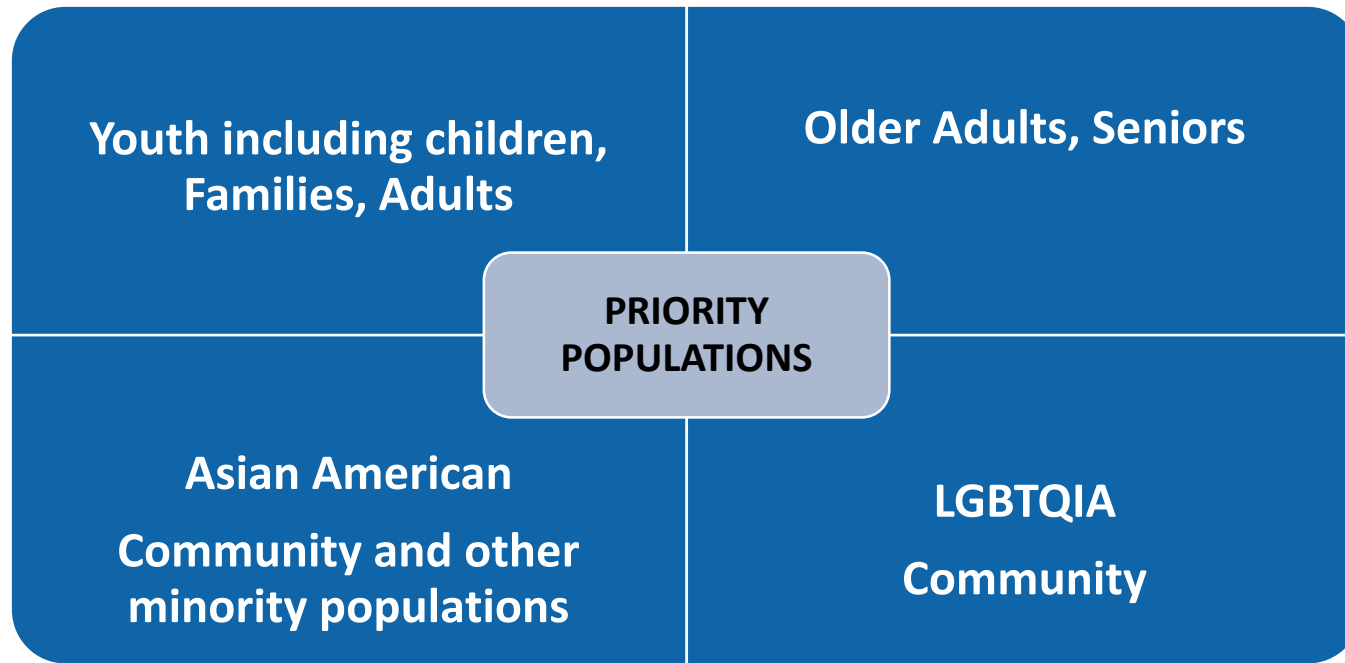 Youth including children,
Families, Adults
Older Adults, Seniors
PRIORITY
POPULATIONS
Asian American
Community and other
minority populations
LGBTQIA
Community